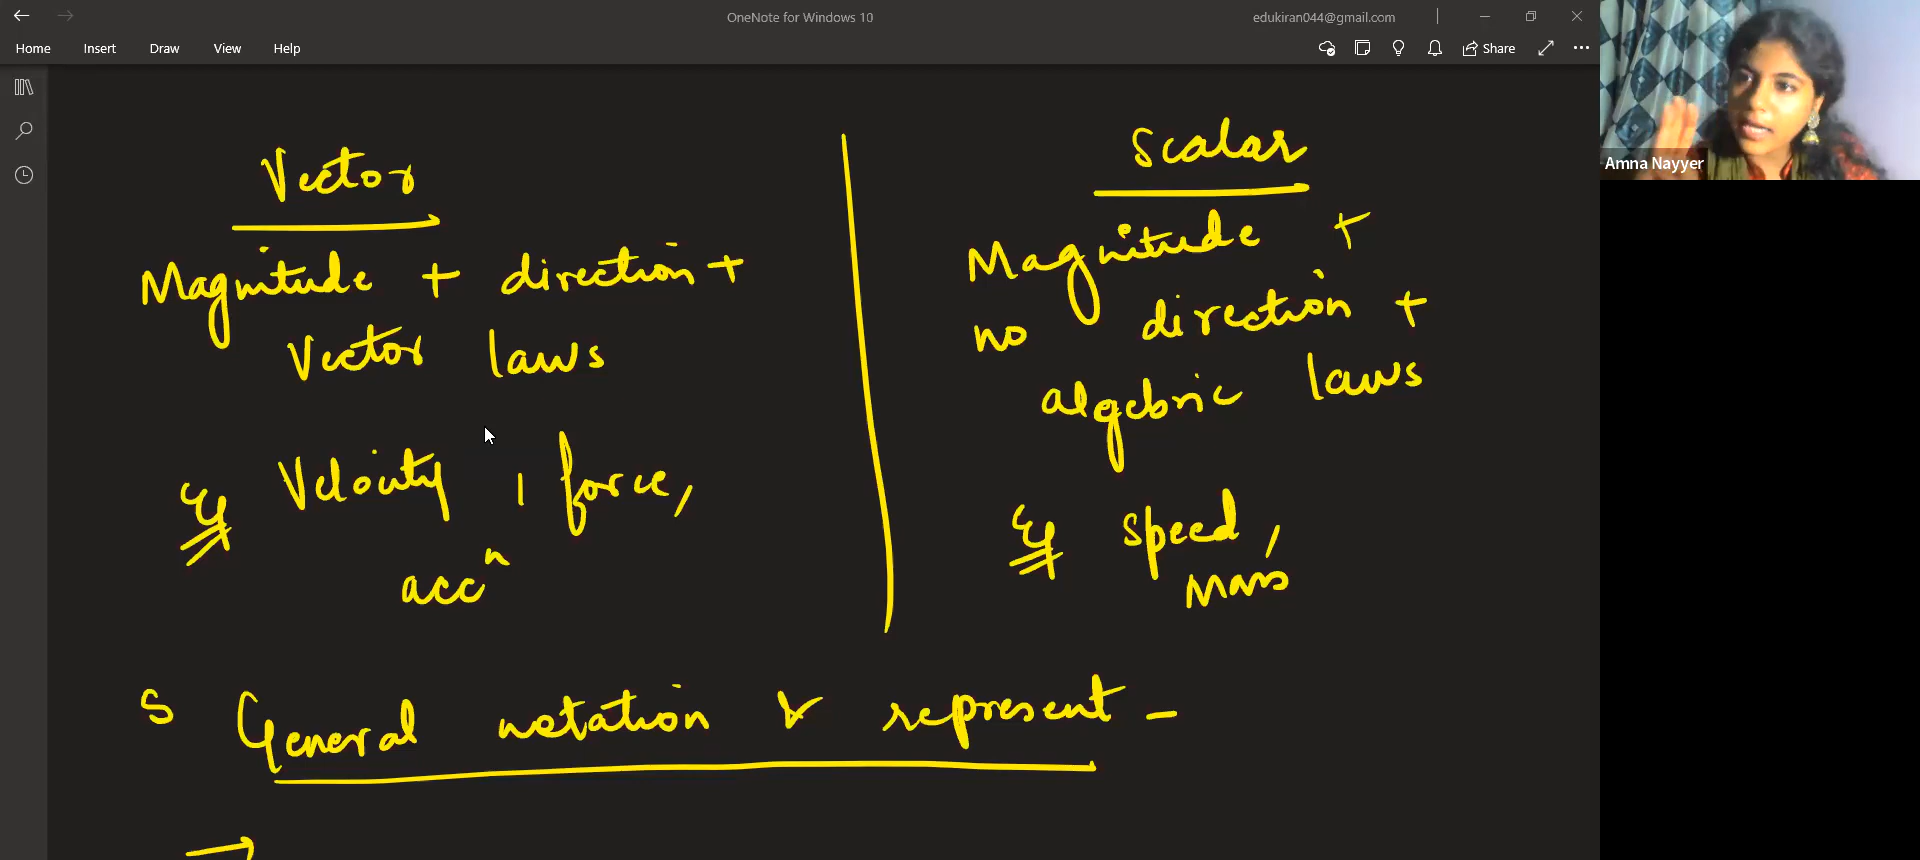 OneNote for Windows 10
edukiran044@gmail.com
Home Insert Draw View Help
Share
Amna Nayyer
Vector
Magnitude + direction +
Vector laws
Eg Velocity , force,
accⁿ
Scalar
Magnitude +
no direction +
algebric laws
Eg speed,
Mass
S General notation & represent -